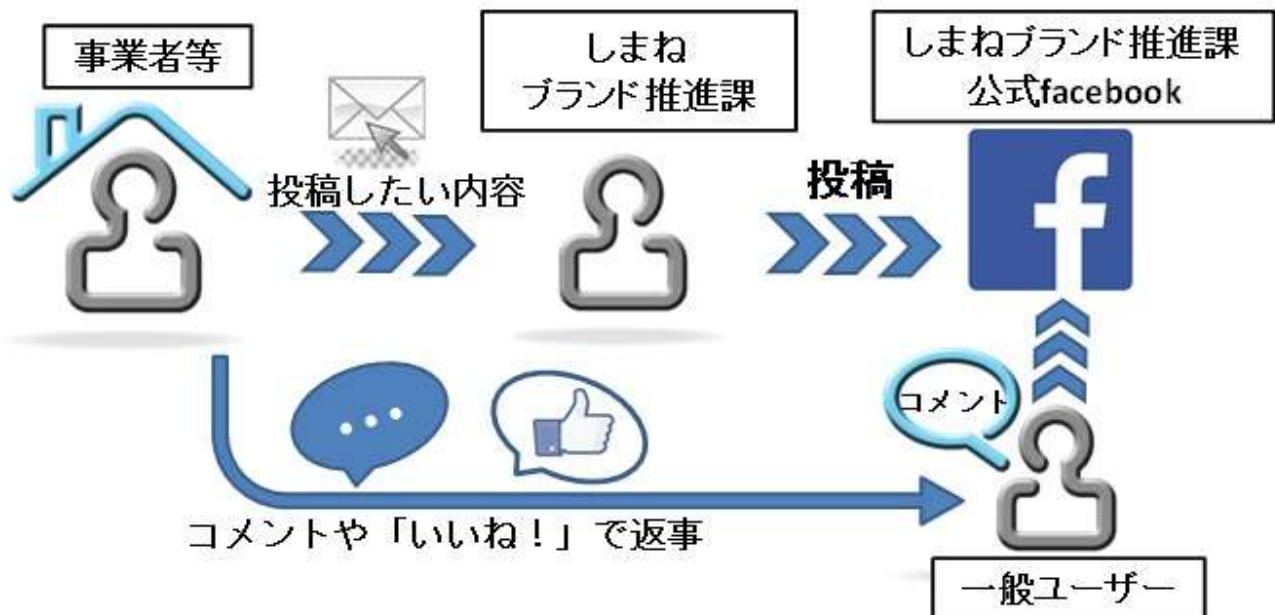 事業者等
しまね
ブランド推進課
しまねブランド推進課
公式facebook
投稿したい内容
投稿
f
コメント
コメントや「いいね！」で返事
一般ユーザー